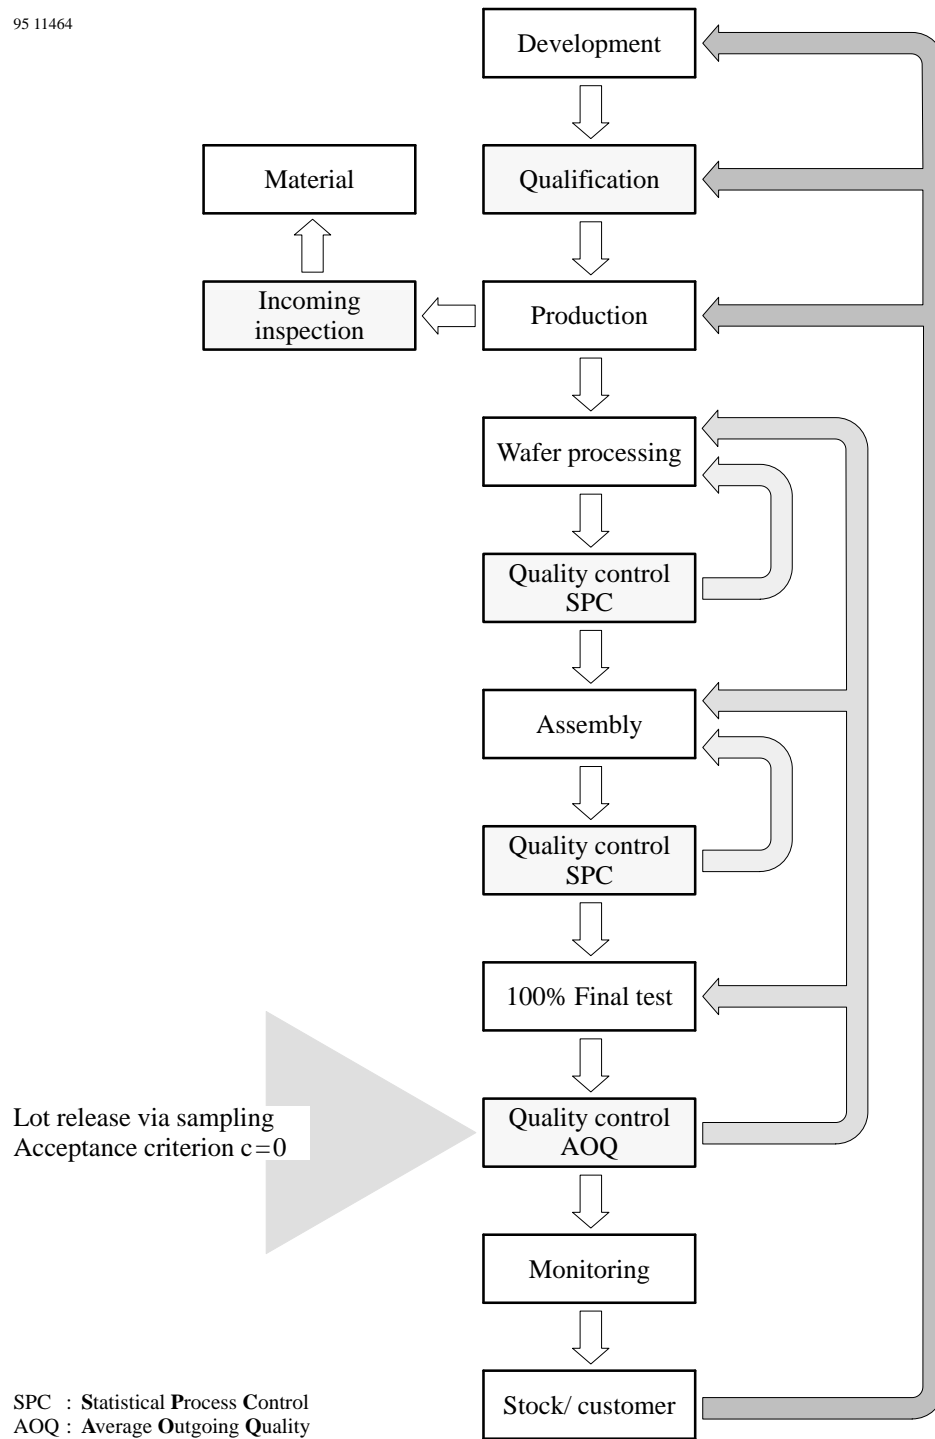 95 11464
Development
Material
Qualification
Incoming
inspection
Production
Wafer processing
Quality control
SPC
Assembly
Quality control
SPC
100% Final test
Lot release via sampling
Acceptance criterion c=0
Quality control
AOQ
Monitoring
Stock/ customer
SPC : Statistical Process Control
AOQ : Average Outgoing Quality